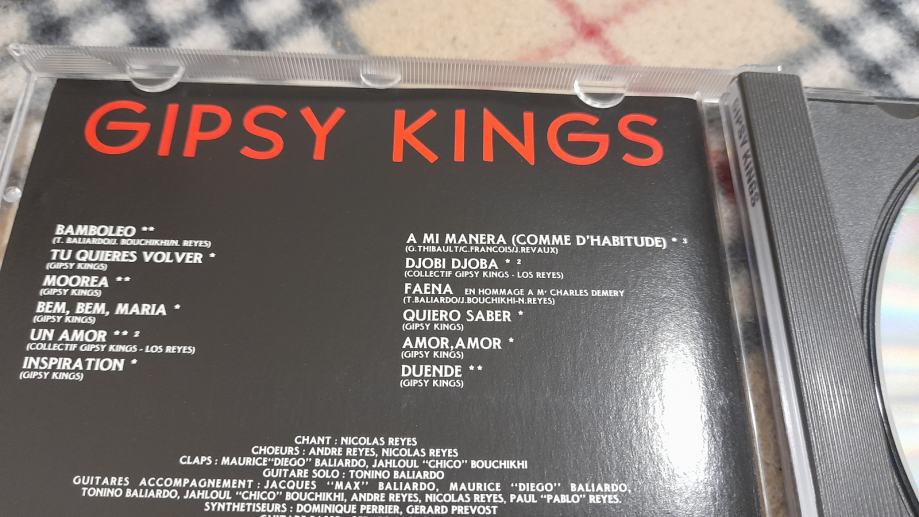 GIPSY KINGS
BAMBOLEO **
(T. BALIARDO/J. BOUCHIKHI/N. REYES)
TU QUIERES VOLVER *
(GIPSY KINGS)
MOOREA **
(GIPSY KINGS)
BEM, BEM, MARIA *
(GIPSY KINGS)
UN AMOR ** ²
(COLLECTIF GIPSY KINGS - LOS REYES)
INSPIRATION *
(GIPSY KINGS)
A MI MANERA (COMME D'HABITUDE) * ³
(G.THIBAULT/C.FRANCOIS/J.REVAUX)
DJOBI DJOBA * ²
(COLLECTIF GIPSY KINGS - LOS REYES)
FAENA EN HOMMAGE A Mʳ CHARLES DEMERY
(T.BALIARDO/J.BOUCHIKHI-N.REYES)
QUIERO SABER *
(GIPSY KINGS)
AMOR,AMOR *
(GIPSY KINGS)
DUENDE **
(GIPSY KINGS)
CHANT : NICOLAS REYES
CHOEURS : ANDRE REYES, NICOLAS REYES
CLAPS : MAURICE"DIEGO" BALIARDO, JAHLOUL "CHICO" BOUCHIKHI
GUITARE SOLO : TONINO BALIARDO
GUITARES ACCOMPAGNEMENT : JACQUES "MAX" BALIARDO, MAURICE "DIEGO" BALIARDO,
TONINO BALIARDO, JAHLOUL "CHICO" BOUCHIKHI, ANDRE REYES, NICOLAS REYES, PAUL "PABLO" REYES.
SYNTHETISEURS : DOMINIQUE PERRIER, GERARD PREVOST
GIPSY KINGS